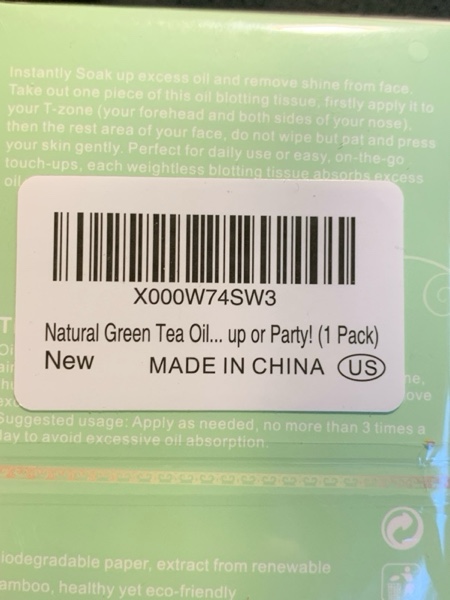 Instantly Soak up excess oil and remove shine from face.
Take out one piece of this oil blotting tissue, firstly apply it to
your T-zone (your forehead and both sides of your nose),
then the rest area of your face, do not wipe but pat and press
your skin gently. Perfect for daily use or easy, on-the-go
touch-ups, each weightless blotting tissue absorbs excess
oil
X000W74SW3
Natural Green Tea Oil... up or Party! (1 Pack)
New MADE IN CHINA US
Suggested usage: Apply as needed, no more than 3 times a
day to avoid excessive oil absorption.
iodegradable paper, extract from renewable
amboo, healthy yet eco-friendly